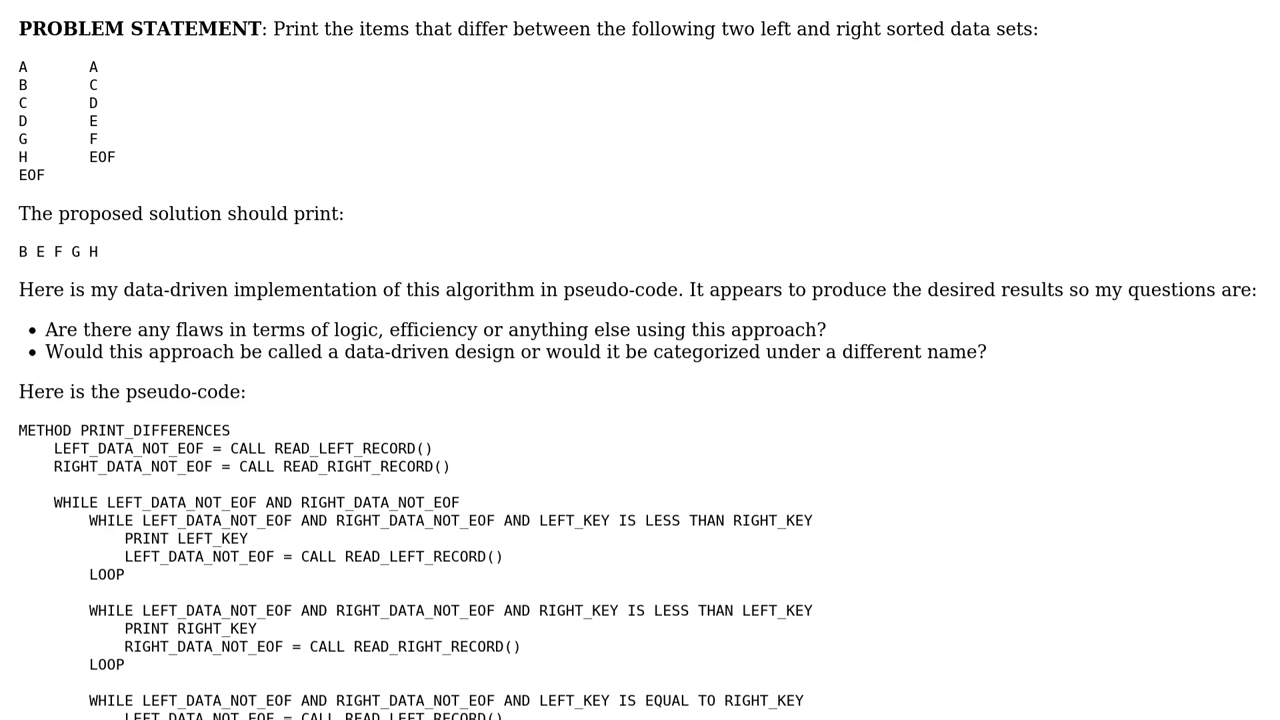 PROBLEM STATEMENT: Print the items that differ between the following two left and right sorted data sets:
A       A
B       C
C       D
D       E
G       F
H       EOF
EOF
The proposed solution should print:
B E F G H
Here is my data-driven implementation of this algorithm in pseudo-code. It appears to produce the desired results so my questions are:
• Are there any flaws in terms of logic, efficiency or anything else using this approach?
• Would this approach be called a data-driven design or would it be categorized under a different name?
Here is the pseudo-code:
METHOD PRINT_DIFFERENCES
    LEFT_DATA_NOT_EOF = CALL READ_LEFT_RECORD()
    RIGHT_DATA_NOT_EOF = CALL READ_RIGHT_RECORD()
    WHILE LEFT_DATA_NOT_EOF AND RIGHT_DATA_NOT_EOF
        WHILE LEFT_DATA_NOT_EOF AND RIGHT_DATA_NOT_EOF AND LEFT_KEY IS LESS THAN RIGHT_KEY
            PRINT LEFT_KEY
            LEFT_DATA_NOT_EOF = CALL READ_LEFT_RECORD()
        LOOP
        WHILE LEFT_DATA_NOT_EOF AND RIGHT_DATA_NOT_EOF AND RIGHT_KEY IS LESS THAN LEFT_KEY
            PRINT RIGHT_KEY
            RIGHT_DATA_NOT_EOF = CALL READ_RIGHT_RECORD()
        LOOP
        WHILE LEFT_DATA_NOT_EOF AND RIGHT_DATA_NOT_EOF AND LEFT_KEY IS EQUAL TO RIGHT_KEY
            LEFT_DATA_NOT_EOF = CALL READ_LEFT_RECORD()